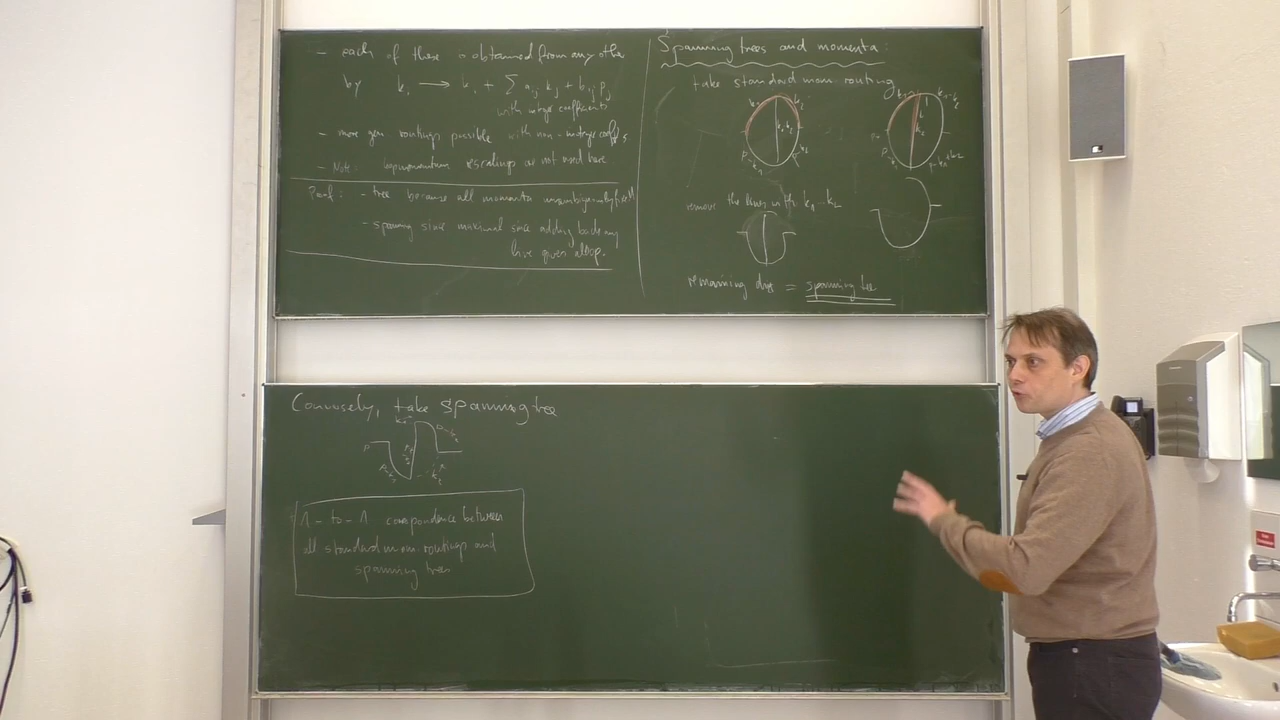 - each of these is obtained from any other
by k_i → k_i + Σ a_ij k_j + b_ij p_j
with integer coefficients
- more gen routings possible with non-integer coeff's
- Note: loop momentum rescalings are not used here
Proof: - tree because all momenta unambiguously fixed
- spanning since maximal since adding back any
line gives a loop.
Spanning trees and momenta:
take standard mom. routing
remove the lines with k_1 ... k_L
remaining diag = spanning tree
Conversely, take spanning tree
1-to-1 correspondence between
all standard mom. routings and
spanning trees